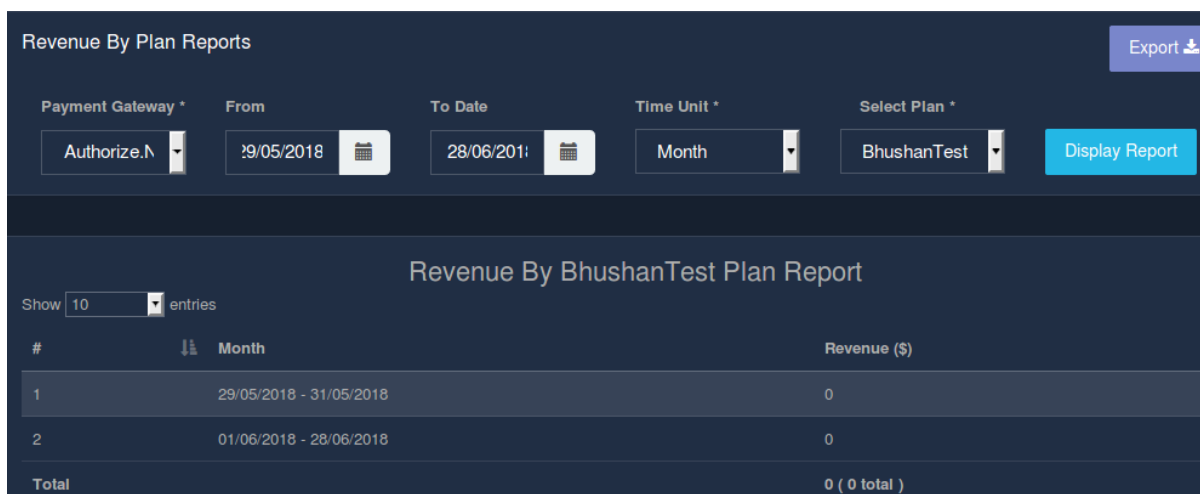 Revenue By Plan Reports
Export
Payment Gateway * From To Date Time Unit * Select Plan *
Authorize.N 29/05/2018 28/06/201 Month BhushanTest Display Report
Revenue By BhushanTest Plan Report
Show 10 entries
# Month Revenue ($)
1 29/05/2018 - 31/05/2018 0
2 01/06/2018 - 28/06/2018 0
Total 0 ( 0 total )